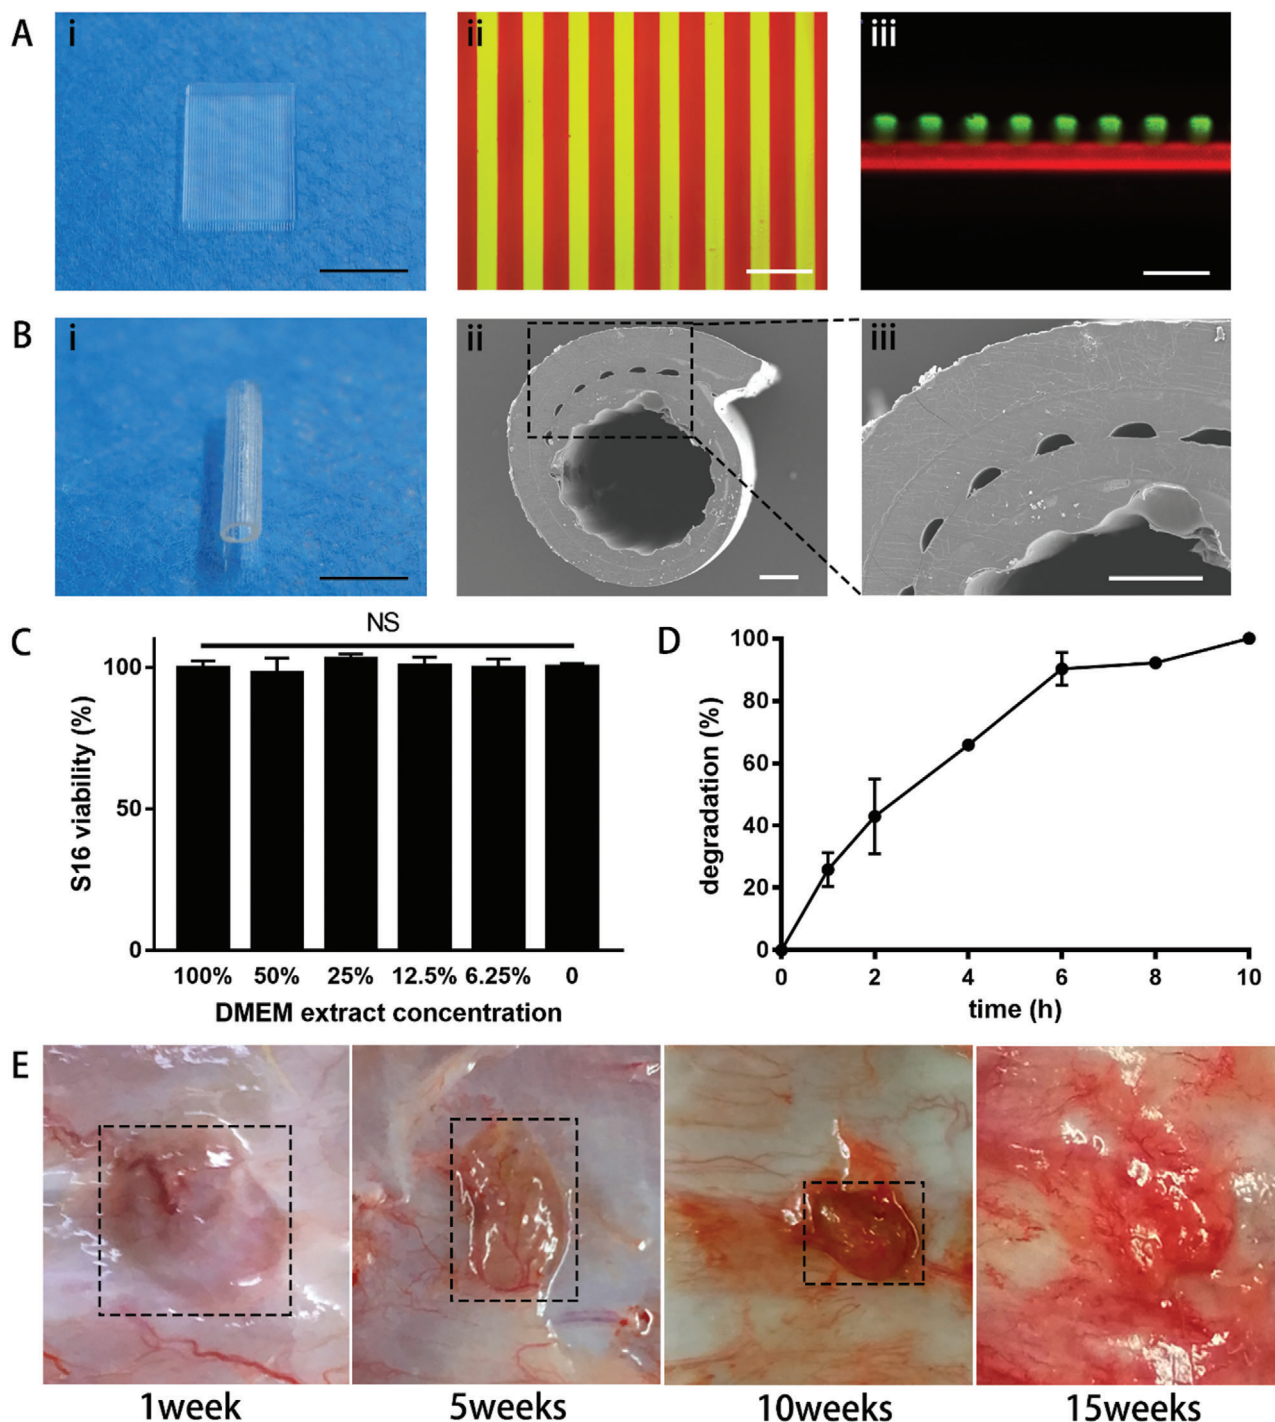 A i ii iii
B i ii iii
C NS
100
50
0
S16 viability (%)
100% 50% 25% 12.5% 6.25% 0
DMEM extract concentration
D 100
80
60
40
20
0
degradation (%)
0 2 4 6 8 10
time (h)
E
1week 5weeks 10weeks 15weeks